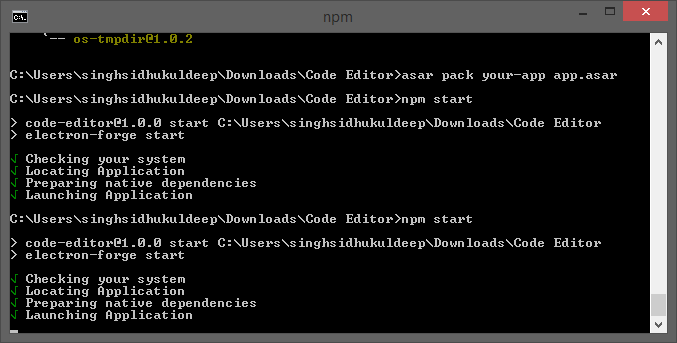 npm
C:\.
`-- os-tmpdir@1.0.2
C:\Users\singhsidhukuldeep\Downloads\Code Editor>asar pack your-app app.asar
C:\Users\singhsidhukuldeep\Downloads\Code Editor>npm start
> code-editor@1.0.0 start C:\Users\singhsidhukuldeep\Downloads\Code Editor
> electron-forge start
√ Checking your system
√ Locating Application
√ Preparing native dependencies
√ Launching Application
C:\Users\singhsidhukuldeep\Downloads\Code Editor>npm start
> code-editor@1.0.0 start C:\Users\singhsidhukuldeep\Downloads\Code Editor
> electron-forge start
√ Checking your system
√ Locating Application
√ Preparing native dependencies
√ Launching Application